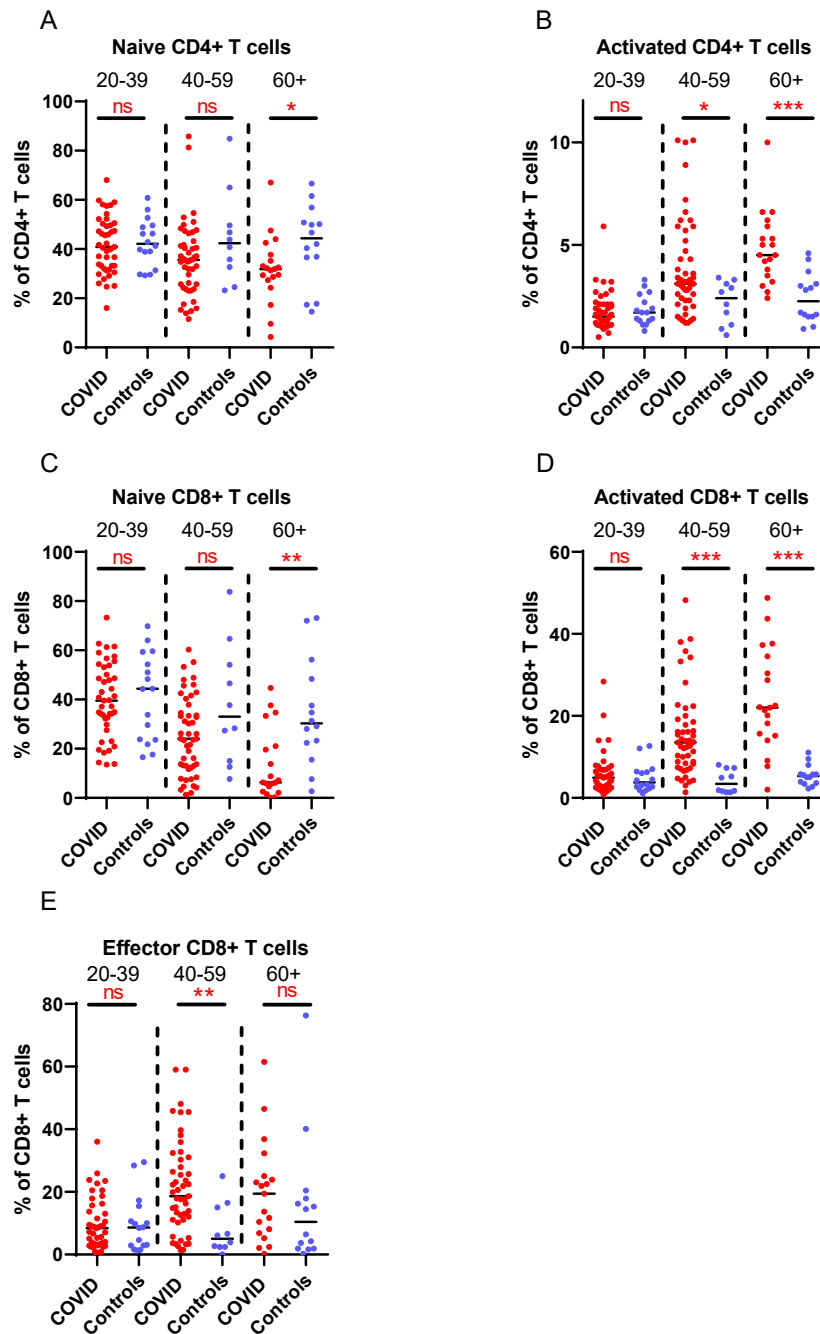 A
Naive CD4+ T cells
20-39 40-59 60+
ns ns *
% of CD4+ T cells
100
80
60
40
20
0
COVID Controls COVID Controls COVID Controls
B
Activated CD4+ T cells
20-39 40-59 60+
ns * ***
% of CD4+ T cells
10
5
0
COVID Controls COVID Controls COVID Controls
C
Naive CD8+ T cells
20-39 40-59 60+
ns ns **
% of CD8+ T cells
100
80
60
40
20
0
COVID Controls COVID Controls COVID Controls
D
Activated CD8+ T cells
20-39 40-59 60+
ns *** ***
% of CD8+ T cells
60
40
20
0
COVID Controls COVID Controls COVID Controls
E
Effector CD8+ T cells
20-39 40-59 60+
ns ** ns
% of CD8+ T cells
80
60
40
20
0
COVID Controls COVID Controls COVID Controls